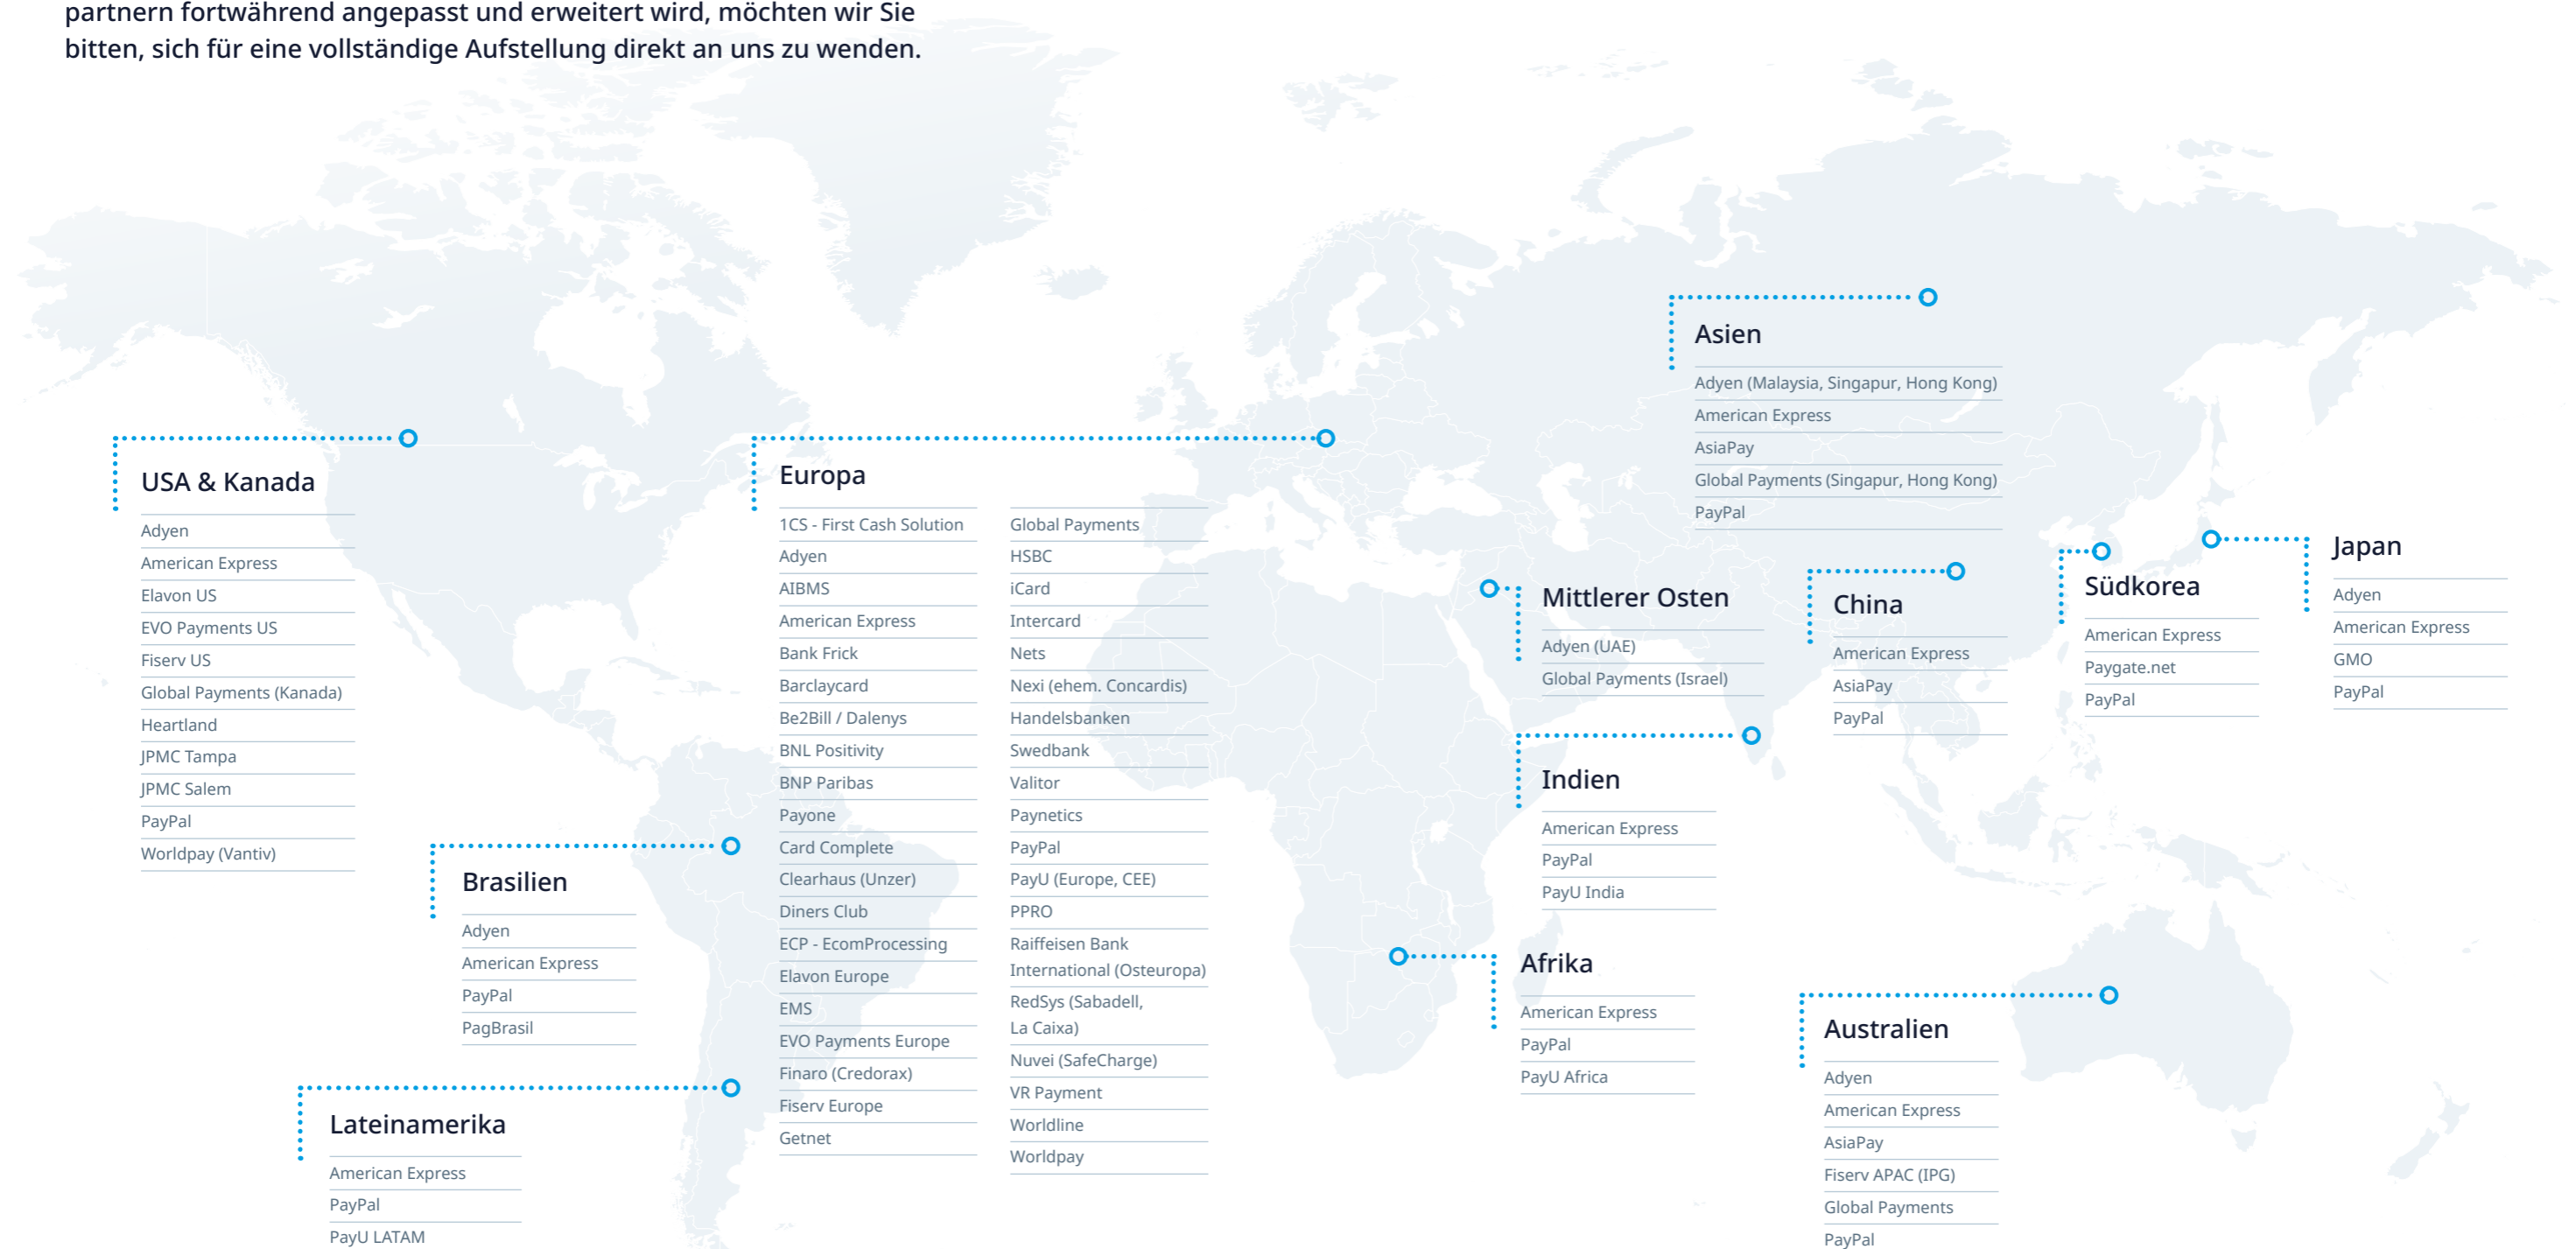 partnern fortwährend angepasst und erweitert wird, möchten wir Sie
bitten, sich für eine vollständige Aufstellung direkt an uns zu wenden.
USA & Kanada
Adyen
American Express
Elavon US
EVO Payments US
Fiserv US
Global Payments (Kanada)
Heartland
JPMC Tampa
JPMC Salem
PayPal
Worldpay (Vantiv)
Brasilien
Adyen
American Express
PayPal
PagBrasil
Lateinamerika
American Express
PayPal
PayU LATAM
Europa
1CS - First Cash Solution
Adyen
AIBMS
American Express
Bank Frick
Barclaycard
Be2Bill / Dalenys
BNL Positivity
BNP Paribas
Payone
Card Complete
Clearhaus (Unzer)
Diners Club
ECP - EcomProcessing
Elavon Europe
EMS
EVO Payments Europe
Finaro (Credorax)
Fiserv Europe
Getnet
Global Payments
HSBC
iCard
Intercard
Nets
Nexi (ehem. Concardis)
Handelsbanken
Swedbank
Valitor
Paynetics
PayPal
PayU (Europe, CEE)
PPRO
Raiffeisen Bank
International (Osteuropa)
RedSys (Sabadell,
La Caixa)
Nuvei (SafeCharge)
VR Payment
Worldline
Worldpay
Asien
Adyen (Malaysia, Singapur, Hong Kong)
American Express
AsiaPay
Global Payments (Singapur, Hong Kong)
PayPal
Mittlerer Osten
Adyen (UAE)
Global Payments (Israel)
Indien
American Express
PayPal
PayU India
Afrika
American Express
PayPal
PayU Africa
China
American Express
AsiaPay
PayPal
Südkorea
American Express
Paygate.net
PayPal
Japan
Adyen
American Express
GMO
PayPal
Australien
Adyen
American Express
AsiaPay
Fiserv APAC (IPG)
Global Payments
PayPal